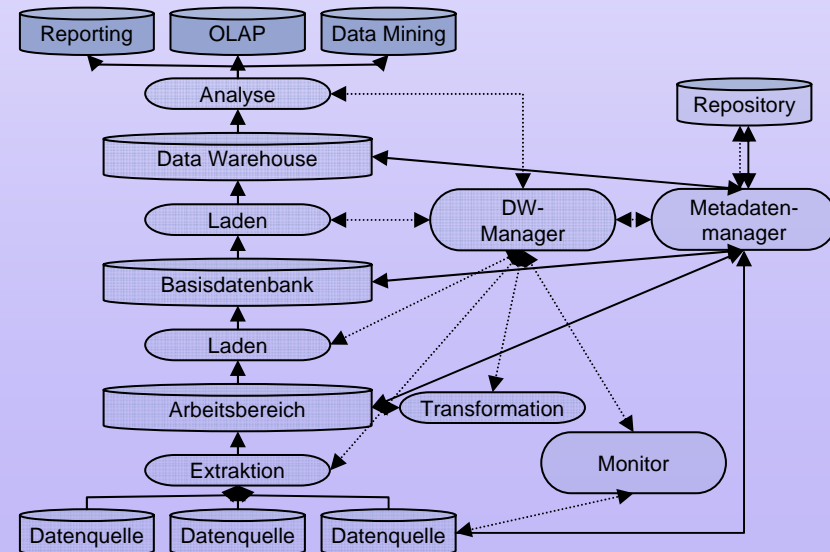 Reporting
OLAP
Data Mining
Analyse
Repository
Data Warehouse
Laden
DW-
Manager
Metadaten-
manager
Basisdatenbank
Laden
Arbeitsbereich
Transformation
Extraktion
Monitor
Datenquelle
Datenquelle
Datenquelle